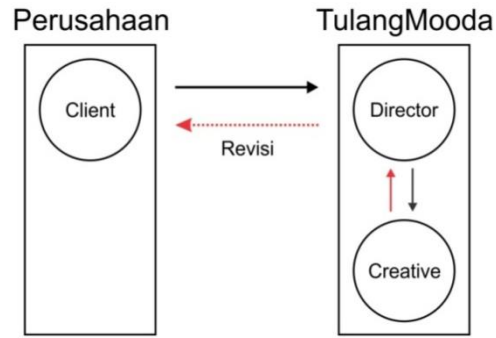 Perusahaan
TulangMooda
Client
Director
Revisi
Creative